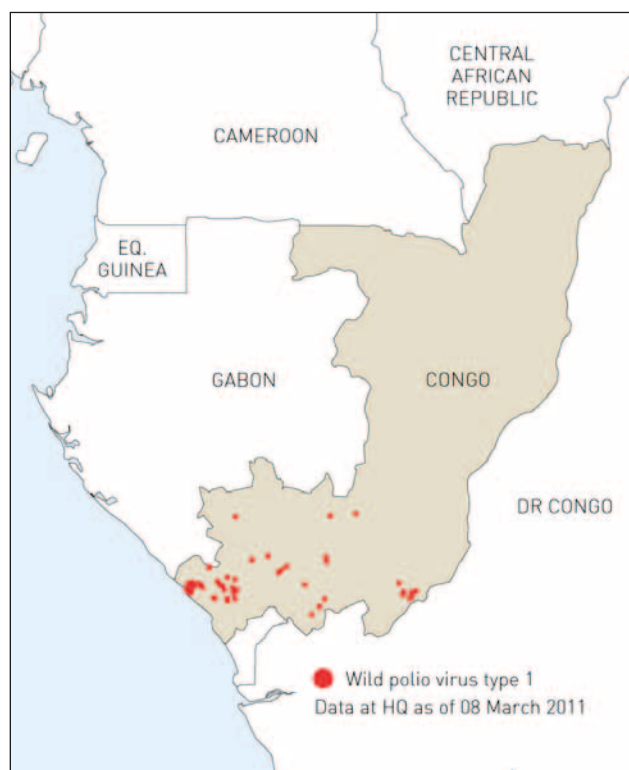 CENTRAL
AFRICAN
REPUBLIC
CAMEROON
EQ.
GUINEA
GABON
CONGO
DR CONGO
Wild polio virus type 1
Data at HQ as of 08 March 2011